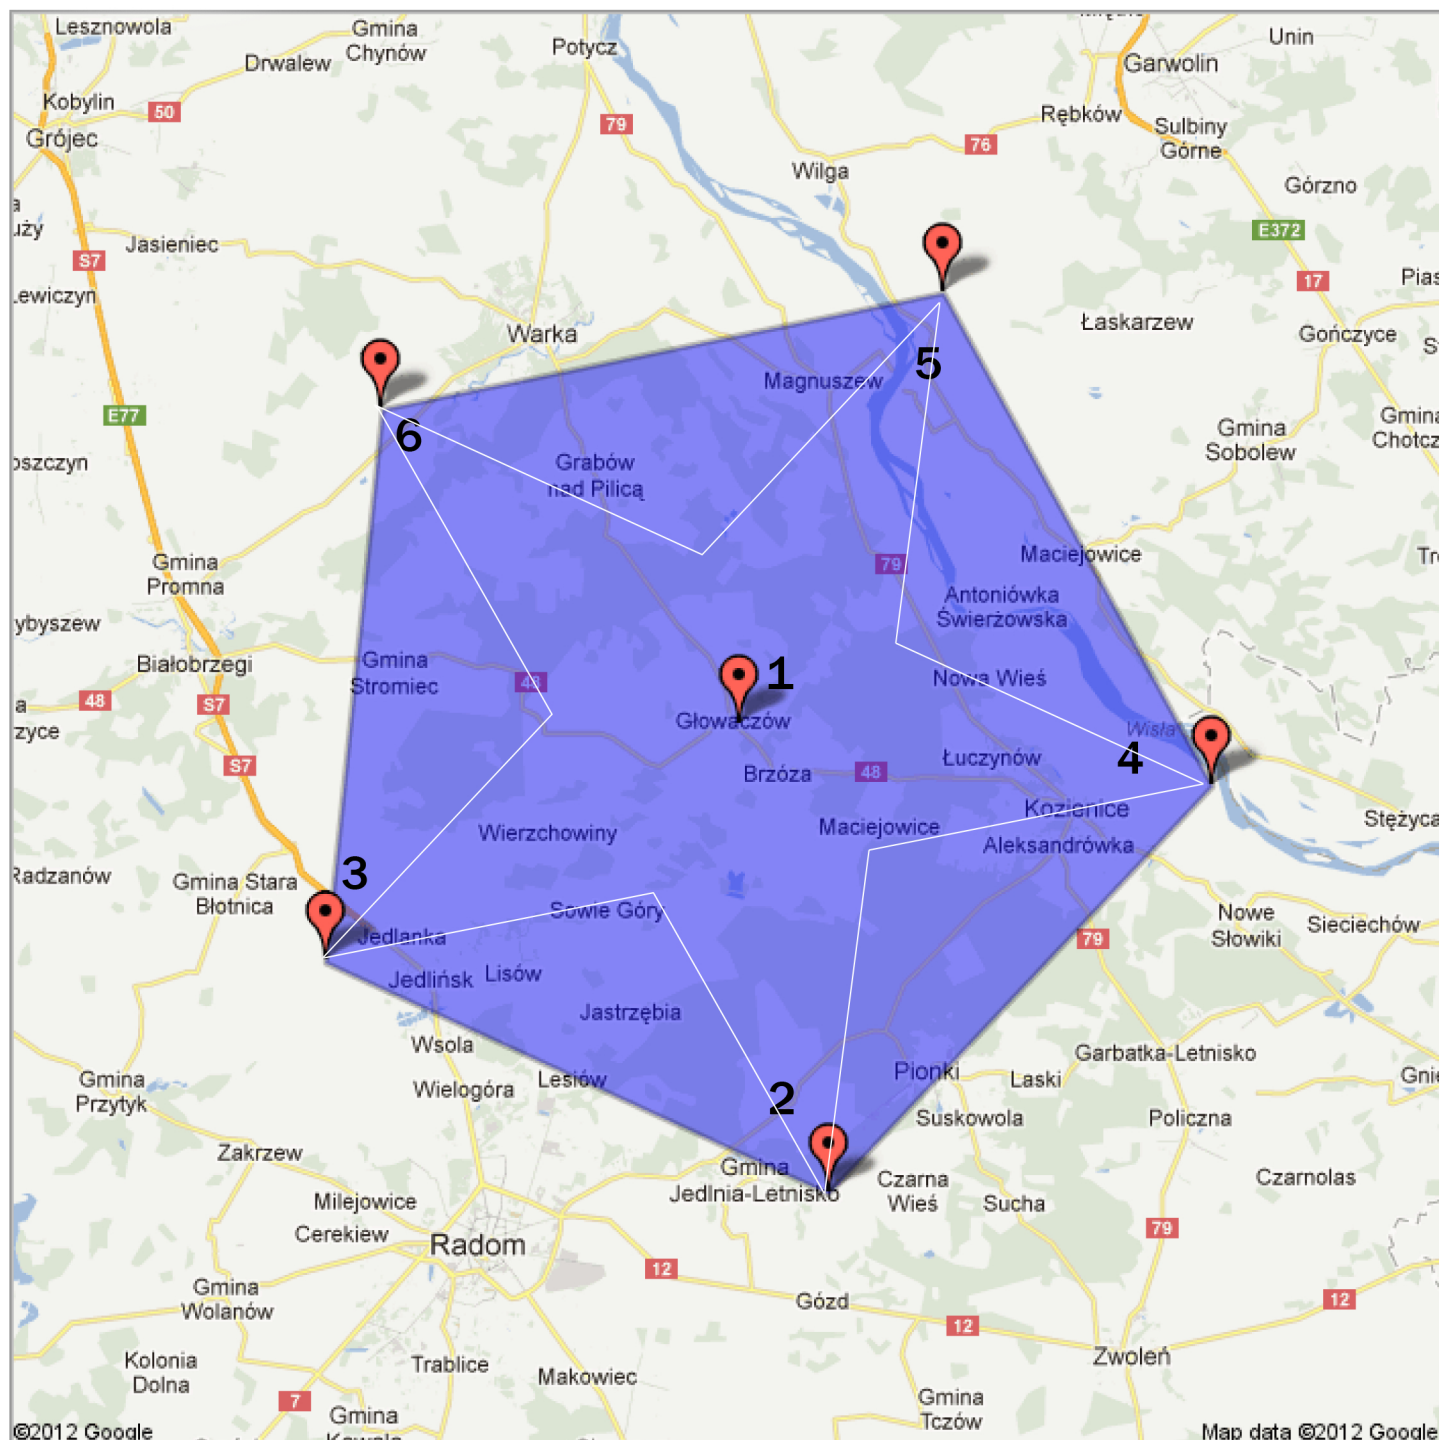 Lesznowola
Gmina
Chynów
Potycz
Drwalew
Unin
Garwolin
Kobylin
50
79
Rębków
Sulbiny
Górne
Grójec
76
Wilga
Górzno
Jasieniec
E372
S7
17
Łaskarzew
Gończyce
Warka
5
Magnuszew
E77
6
Gmina
Sobolew
Grabów
nad Pilicą
Gmina
Promna
79
Maciejowice
Antoniówka
Świerżowska
Białobrzegi
Gmina
Stromiec
48
1
Nowa Wieś
48
S7
Głowaczów
Wisła
4
S7
Brzóza
48
Łuczynów
Kozienice
Stężyca
Wierzchowiny
Maciejowice
Aleksandrówka
3
Radzanów
Gmina Stara
Błotnica
Sowie Góry
Nowe
Słowiki
Sieciechów
Jedlanka
79
Jedlińsk
Lisów
Jastrzębia
Wsola
Garbatka-Letnisko
Gmina
Przytyk
Wielogóra
Lesiów
Pionki
Laski
2
Suskowola
Policzna
Zakrzew
Gmina
Jedlnia-Letnisko
Czarna
Wieś
Czarnolas
Milejowice
Sucha
Cerekiew
Radom
79
12
Gmina
Wolanów
Gózd
12
12
Kolonia
Dolna
Trablice
Makowiec
Zwoleń
7
Gmina
Tczów
Gmina
©2012 Google
Map data ©2012 Google